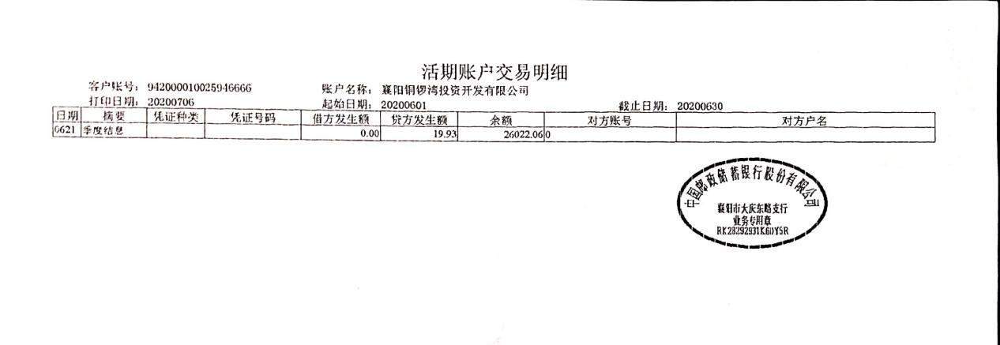 活期账户交易明细
客户账号: 942000010025946666 账户名称: 襄阳铜锣湾投资开发有限公司
打印日期: 20200706 起始日期: 20200601 截止日期: 20200630
日期 摘要 凭证种类 凭证号码 借方发生额 贷方发生额 余额 对方账号 对方户名
0621 季度结息 0.00 19.93 26022.06 0
中国邮政储蓄银行股份有限公司
襄阳市大庆东路支行
业务专用章